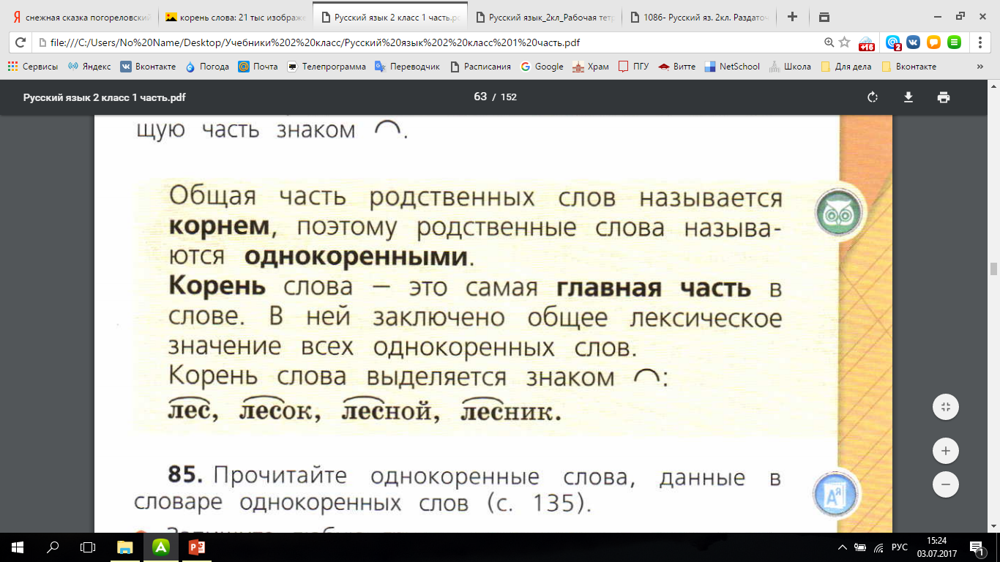 снежная сказка погореловский
корень слова: 21 тыс изображе
Русский язык 2 класс 1 часть.pd
Русский язык_2кл_Рабочая тетр
1086- Русский яз. 2кл. Раздаточ
file:///C:/Users/No%20Name/Desktop/Учебники%202%20класс/Русский%20язык%202%20класс%201%20часть.pdf
+16
2
Сервисы Яндекс Вконтакте Погода Почта Телепрограмма Переводчик Расписания Google Храм ПГУ Витте NetSchool Школа Для дела Вконтакте »
Русский язык 2 класс 1 часть.pdf 63 / 152
щую часть знаком ⌒.
Общая часть родственных слов называется
корнем, поэтому родственные слова называ-
ются однокоренными.
Корень слова — это самая главная часть в
слове. В ней заключено общее лексическое
значение всех однокоренных слов.
Корень слова выделяется знаком ⌒:
лес, лесок, лесной, лесник.
85. Прочитайте однокоренные слова, данные в
словаре однокоренных слов (с. 135).
АЯ
РУС
15:24
03.07.2017
1